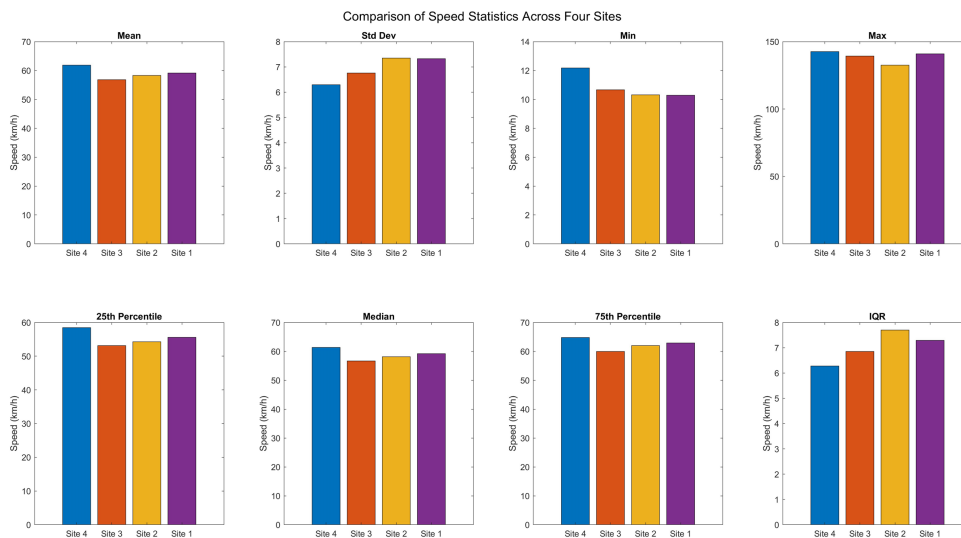 Comparison of Speed Statistics Across Four Sites
Mean
Speed (km/h)
70
60
50
40
30
20
10
0
Site 4 Site 3 Site 2 Site 1
Std Dev
Speed (km/h)
8
7
6
5
4
3
2
1
0
Site 4 Site 3 Site 2 Site 1
Min
Speed (km/h)
14
12
10
8
6
4
2
0
Site 4 Site 3 Site 2 Site 1
Max
Speed (km/h)
150
100
50
0
Site 4 Site 3 Site 2 Site 1
25th Percentile
Speed (km/h)
60
50
40
30
20
10
0
Site 4 Site 3 Site 2 Site 1
Median
Speed (km/h)
70
60
50
40
30
20
10
0
Site 4 Site 3 Site 2 Site 1
75th Percentile
Speed (km/h)
70
60
50
40
30
20
10
0
Site 4 Site 3 Site 2 Site 1
IQR
Speed (km/h)
8
7
6
5
4
3
2
1
0
Site 4 Site 3 Site 2 Site 1